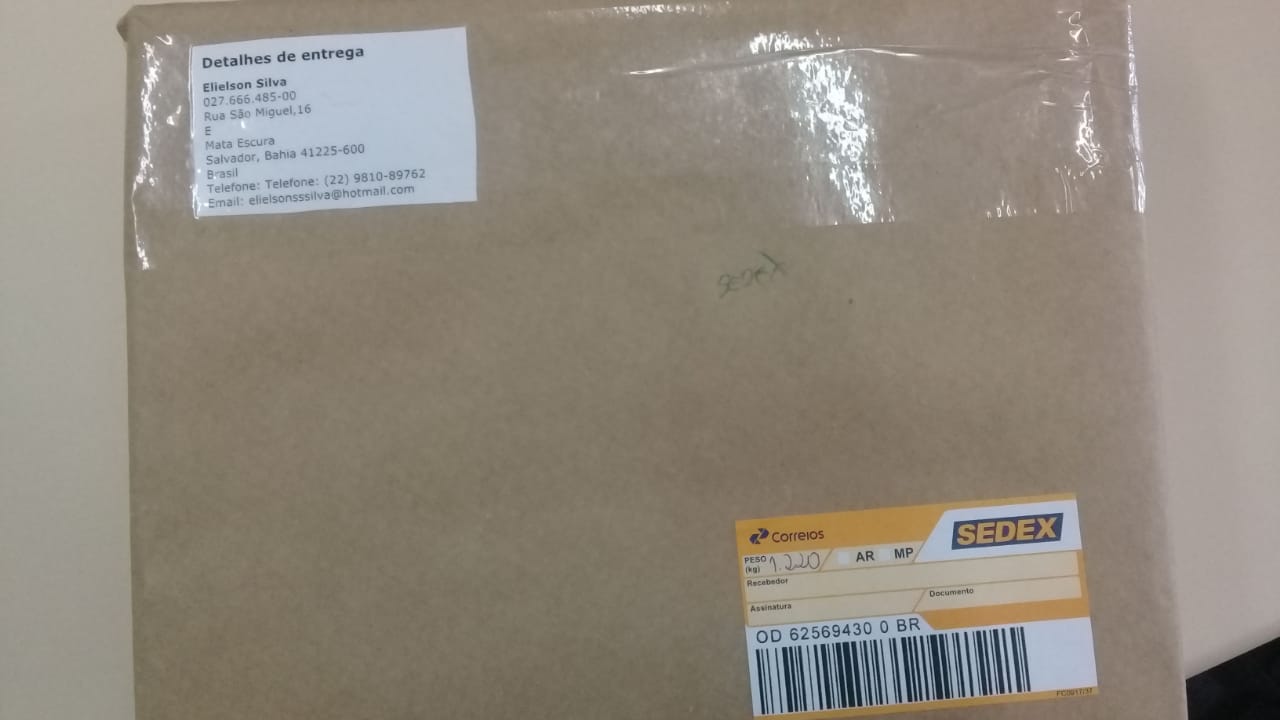 Detalhes de entrega
Elielson Silva
027.666.485-00
Rua São Miguel,16
E
Mata Escura
Salvador, Bahia 41225-600
Brasil
Telefone: Telefone: (22) 9810-89762
Email: elielsonsssilva@hotmail.com
SEDEX
Correios
SEDEX
PESO (kg) 1.220 AR MP
Recebedor
Assinatura Documento
OD 62569430 0 BR